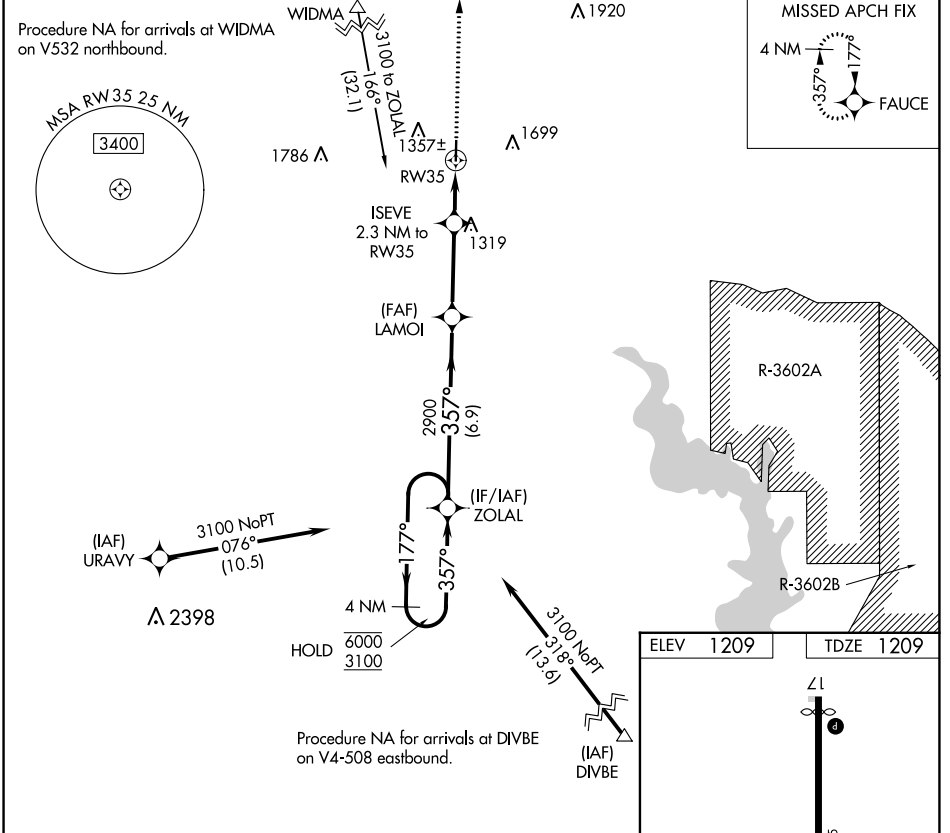 Procedure NA for arrivals at WIDMA
on V532 northbound.
WIDMA
3100 to ZOLAL
166°
(32.1)
1920
MISSED APCH FIX
4 NM
357°
177°
FAUCE
MSA RW35 25 NM
3400
1786
1357±
1699
RW35
ISEVE
2.3 NM to
RW35
1319
(FAF)
LAMOI
2900
357°
(6.9)
R-3602A
(IF/IAF)
ZOLAL
(IAF)
URAVY
3100 NoPT
076°
(10.5)
177°
357°
2398
4 NM
HOLD
6000
3100
R-3602B
3100 NoPT
318°
(13.6)
(IAF)
DIVBE
Procedure NA for arrivals at DIVBE
on V4-508 eastbound.
ELEV 1209
TDZE 1209
17
P